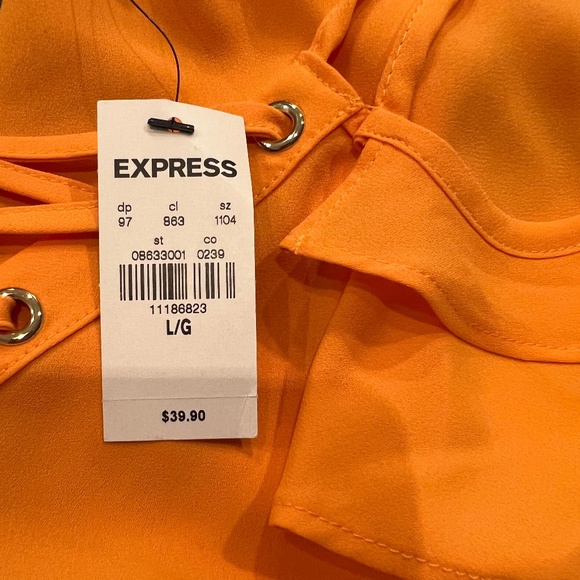 EXPRESS
dp cl sz
97 863 1104
st co
08633001 0239
11186823
L/G
$39.90